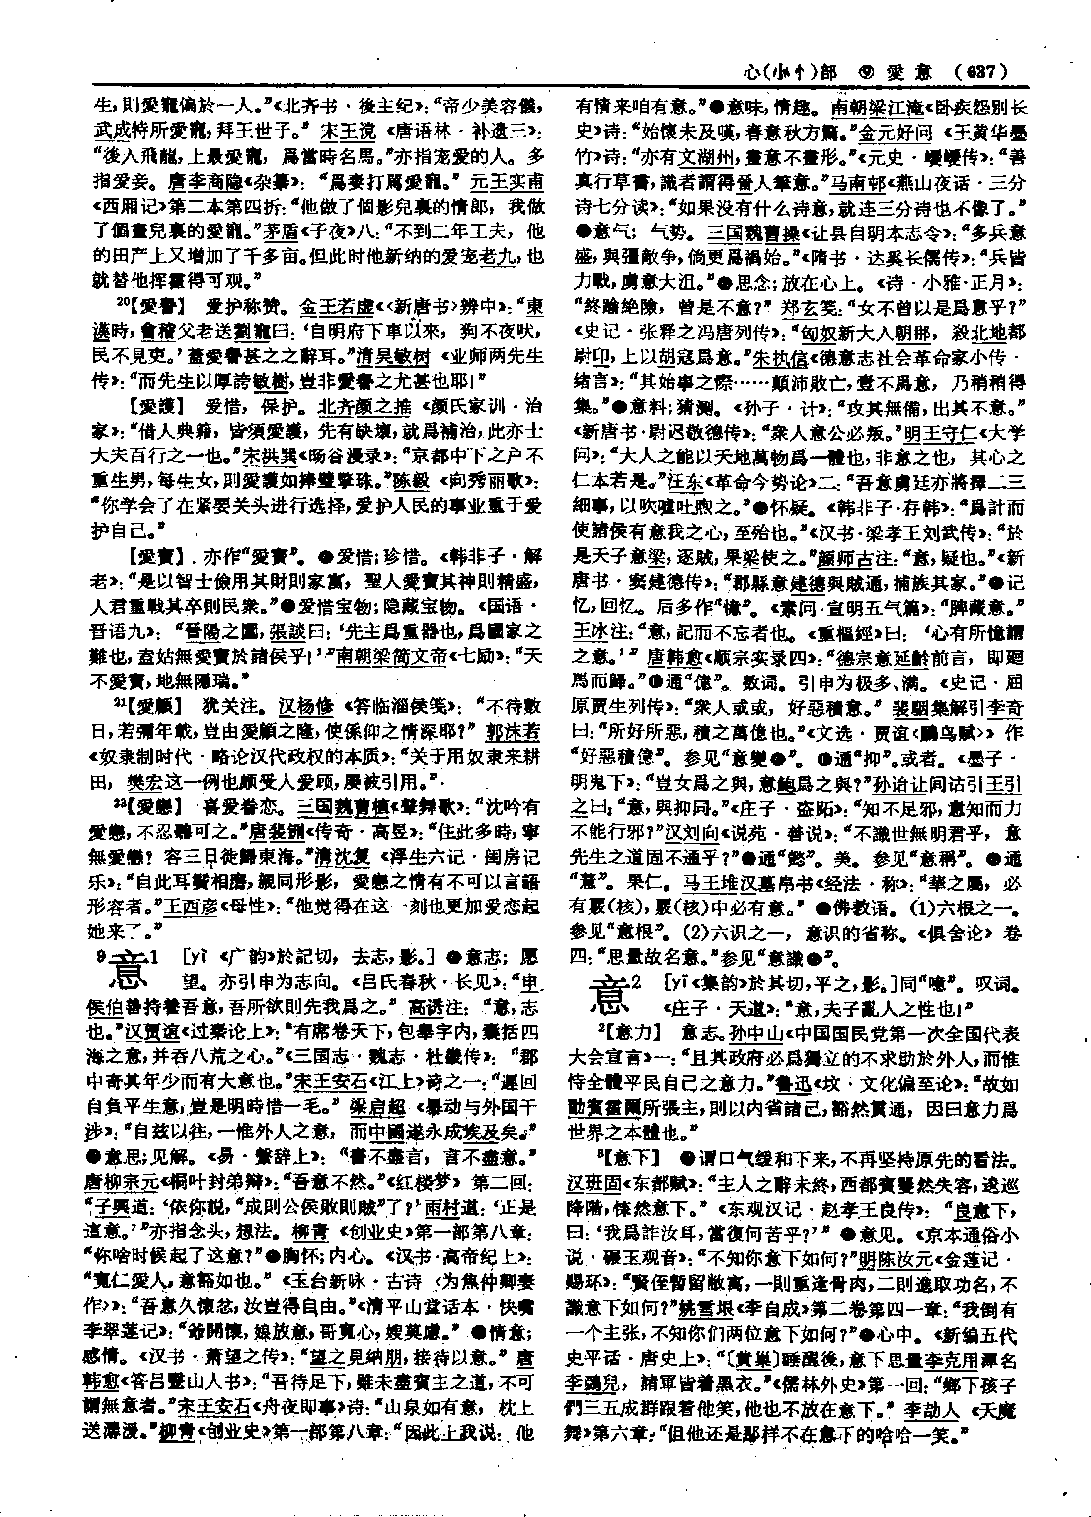 心(小忄)部 ⑨ 愛意 (637)
生,則愛寵偏於一人。”《北齐书·後主纪》:“帝少美容儀,
武成特所愛寵,拜王世子。”宋王谠《唐语林·补遗三》:
“後入飛龍,上最愛寵,爲當時名馬。”亦指宠爱的人。多
指爱妾。唐李商隐《杂纂》:“爲妻打罵愛寵。”元王实甫
《西厢记》第二本第四折:“他做了個影兒裏的情郎,我做
了個畫兒裏的愛寵。”茅盾《子夜》八:“不到二年工夫,他
的田产上又增加了千多亩。但此时他新纳的爱宠老九,也
就替他挥霍得可观。”
20【愛譽】 爱护称赞。金王若虚《〈新唐书〉辨中》:“東
漢時,會稽父老送劉寵曰:‘自明府下車以來,狗不夜吠,
民不見吏。’蓋愛譽甚之之辭耳。”清吴敏树《业师两先生
传》:“而先生以厚誇敏樹,豈非愛譽之尤甚也耶!”
【愛護】 爱惜,保护。北齐颜之推《颜氏家训·治
家》:“借人典籍,皆須愛護,先有缺壞,就爲補治,此亦士
大夫百行之一也。”宋洪巽《旸谷漫录》:“京都中下之户不
重生男,每生女,則愛護如捧璧擎珠。”陈毅《向秀丽歌》:
“你学会了在紧要关头进行选择,爱护人民的事业重于爱
护自己。”
【愛寶】 亦作“愛寳”。 ❶爱惜;珍惜。《韩非子·解
老》:“是以智士儉用其財則家富,聖人愛寶其神則精盛,
人君重戰其卒則民衆。”❷爱惜宝物;隐藏宝物。《国语·
晋语九》:“晉陽之圍,張談曰:‘先主爲重器也,爲國家之
難也,盍姑無愛寶於諸侯乎!’”南朝梁简文帝《七励》:“天
不愛寶,地無隱瑞。”
21【愛顧】 犹关注。汉杨修《答临淄侯笺》:“不待數
日,若彌年載,豈由愛顧之隆,使係仰之情深耶?”郭沫若
《奴隶制时代·略论汉代政权的本质》:“关于用奴隶来耕
田,樊宏这一例也颇受人爱顾,屡被引用。”
23【愛戀】 喜爱眷恋。三国魏曹植《鼙舞歌》:“沈吟有
愛戀,不忍聽可之。”唐裴铏《传奇·高昱》:“住此多時,寧
無愛戀?容三日徙歸東海。”清沈复《浮生六记·闺房记
乐》:“自此耳鬢相磨,親同形影,愛戀之情有不可以言語
形容者。”王西彦《母性》:“他觉得在这一刻也更加爱恋起
她来了。”
9意1 [yì《广韵》於記切,去志,影。] ❶意志;愿
望。亦引申为志向。《吕氏春秋·长见》:“申
侯伯善持養吾意,吾所欲則先我爲之。”高诱注:“意,志
也。”汉贾谊《过秦论上》:“有席卷天下,包舉宇内,囊括四
海之意,并吞八荒之心。”《三国志·魏志·杜畿传》:“郡
中奇其年少而有大意也。”宋王安石《江上》诗之一:“遲回
自負平生意,豈是明時惜一毛。”梁启超《暴动与外国干
涉》:“自兹以往,一惟外人之意,而中國遂永成埃及矣。”
❷意思;见解。《易·繫辞上》:“書不盡言,言不盡意。”
唐柳宗元《桐叶封弟辩》:“吾意不然。”《红楼梦》第二回:
“子興道:‘依你説,“成則公侯敗則賊”了?’雨村道:‘正是
這意。’”亦指念头,想法。柳青《创业史》第一部第八章:
“你啥时候起了这意?”❸胸怀;内心。《汉书·高帝纪上》:
“寬仁愛人,意豁如也。”《玉台新咏·古诗〈为焦仲卿妻
作〉》:“吾意久懷忿,汝豈得自由。”《清平山堂话本·快嘴
李翠莲记》:“爺開懷,娘放意,哥寬心,嫂莫慮。”❹情意;
感情。《汉书·萧望之传》:“望之見納朋,接待以意。”唐
韩愈《答吕毉山人书》:“吾待足下,雖未盡賓主之道,不可
謂無意者。”宋王安石《舟夜即事》诗:“山泉如有意,枕上
送潺湲。”柳青《创业史》第一部第八章:“因此上我说:他
有情来咱有意。”❺意味,情趣。南朝梁江淹《卧疾怨别长
史》诗:“始懷未及嘆,春意秋方驚。”金元好问《王黄华墨
竹》诗:“亦有文湖州,畫意不畫形。”《元史·巎巎传》:“善
真行草書,識者謂得晉人筆意。”马南邨《燕山夜话·三分
诗七分读》:“如果没有什么诗意,就连三分诗也不像了。”
❻意气;气势。三国魏曹操《让县自明本志令》:“多兵意
盛,與彊敵争,倘更爲禍始。”《隋书·达奚长儒传》:“兵皆
力戰,虜意大沮。”❼思念;放在心上。《诗·小雅·正月》:
“終踰絶險,曾是不意?”郑玄笺:“女不曾以是爲意乎?”
《史记·张释之冯唐列传》:“匈奴新大入朝那,殺北地都
尉卬,上以胡寇爲意。”朱执信《德意志社会革命家小传·
绪言》:“其始事之際……顛沛敗亡,曾不爲意,乃稍稍得
集。”❽意料;猜测。《孙子·计》:“攻其無備,出其不意。”
《新唐书·尉迟敬德传》:“衆人意公必叛。”明王守仁《大学
问》:“大人之能以天地萬物爲一體也,非意之也,其心之
仁本若是。”汪东《革命今势论》二:“吾意虜廷亦將擇二三
細事,以吹嘘吐煦之。”❾怀疑。《韩非子·存韩》:“爲計而
使諸侯有意我之心,至殆也。”《汉书·梁孝王刘武传》:“於
是天子意梁,逐賊,果梁使之。”颜师古注:“意,疑也。”《新
唐书·窦建德传》:“郡縣意建德與賊通,捕族其家。”❿记
忆,回忆。后多作“憶”。《素问·宣明五气篇》:“脾藏意。”
王冰注:“意,記而不忘者也。《靈樞經》曰:‘心有所憶謂
之意。’”唐韩愈《顺宗实录四》:“德宗意延齡前言,即迴
馬而歸。”⓫通“億”。数词。引申为极多、满。《史记·屈
原贾生列传》:“衆人或或,好惡積意。”裴駰集解引李奇
曰:“所好所惡,積之萬億也。”《文选·贾谊〈鵩鸟赋〉》作
“好惡積億”。参见“意變❷”。⓬通“抑”。或者。《墨子·
明鬼下》:“豈女爲之與,意鮑爲之與?”孙诒让间诂引王引
之曰:“意,與抑同。”《庄子·盗跖》:“知不足邪,意知而力
不能行邪?”汉刘向《说苑·善说》:“不識世無明君乎,意
先生之道固不通乎?”⓭通“懿”。美。参见“意稱”。⓮通
“薏”。果仁。马王堆汉墓帛书《经法·称》:“華之屬,必
有覈(核),覈(核)中必有意。”⓯佛教语。(1)六根之一。
参见“意根”。(2)六识之一,意识的省称。《俱舍论》卷
四:“思量故名意。”参见“意識❷”。
意2 [yī《集韵》於其切,平之,影。]同“噫”。叹词。
《庄子·天道》:“意,夫子亂人之性也!”
2【意力】 意志。孙中山《中国国民党第一次全国代表
大会宣言》一:“且其政府必爲獨立的不求助於外人,而惟
恃全體平民自己之意力。”鲁迅《坟·文化偏至论》:“故如
勖賓霍爾所張主,則以内省諸己,豁然貫通,因曰意力爲
世界之本體也。”
3【意下】 ❶谓口气缓和下来,不再坚持原先的看法。
汉班固《东都赋》:“主人之辭未終,西都賓矍然失容,逡巡
降階,惵然意下。”《东观汉记·赵孝王良传》:“良意下,
曰:‘我爲詐汝耳,當復何苦乎?’”❷意见。《京本通俗小
说·碾玉观音》:“不知你意下如何?”明陈汝元《金莲记·
赐环》:“賢侄暫留敝寓,一則重逢骨肉,二則進取功名,不
識意下如何?”姚雪垠《李自成》第二卷第四一章:“我倒有
一个主张,不知你们两位意下如何?”❸心中。《新编五代
史平话·唐史上》:“〔黄巢〕睡醒後,意下思量李克用渾名
李鵶兒,諸軍皆着黑衣。”《儒林外史》第一回:“鄉下孩子
們三五成群跟着他笑,他也不放在意下。”李劼人《天魔
舞》第六章:“但他还是那样不在意下的哈哈一笑。”